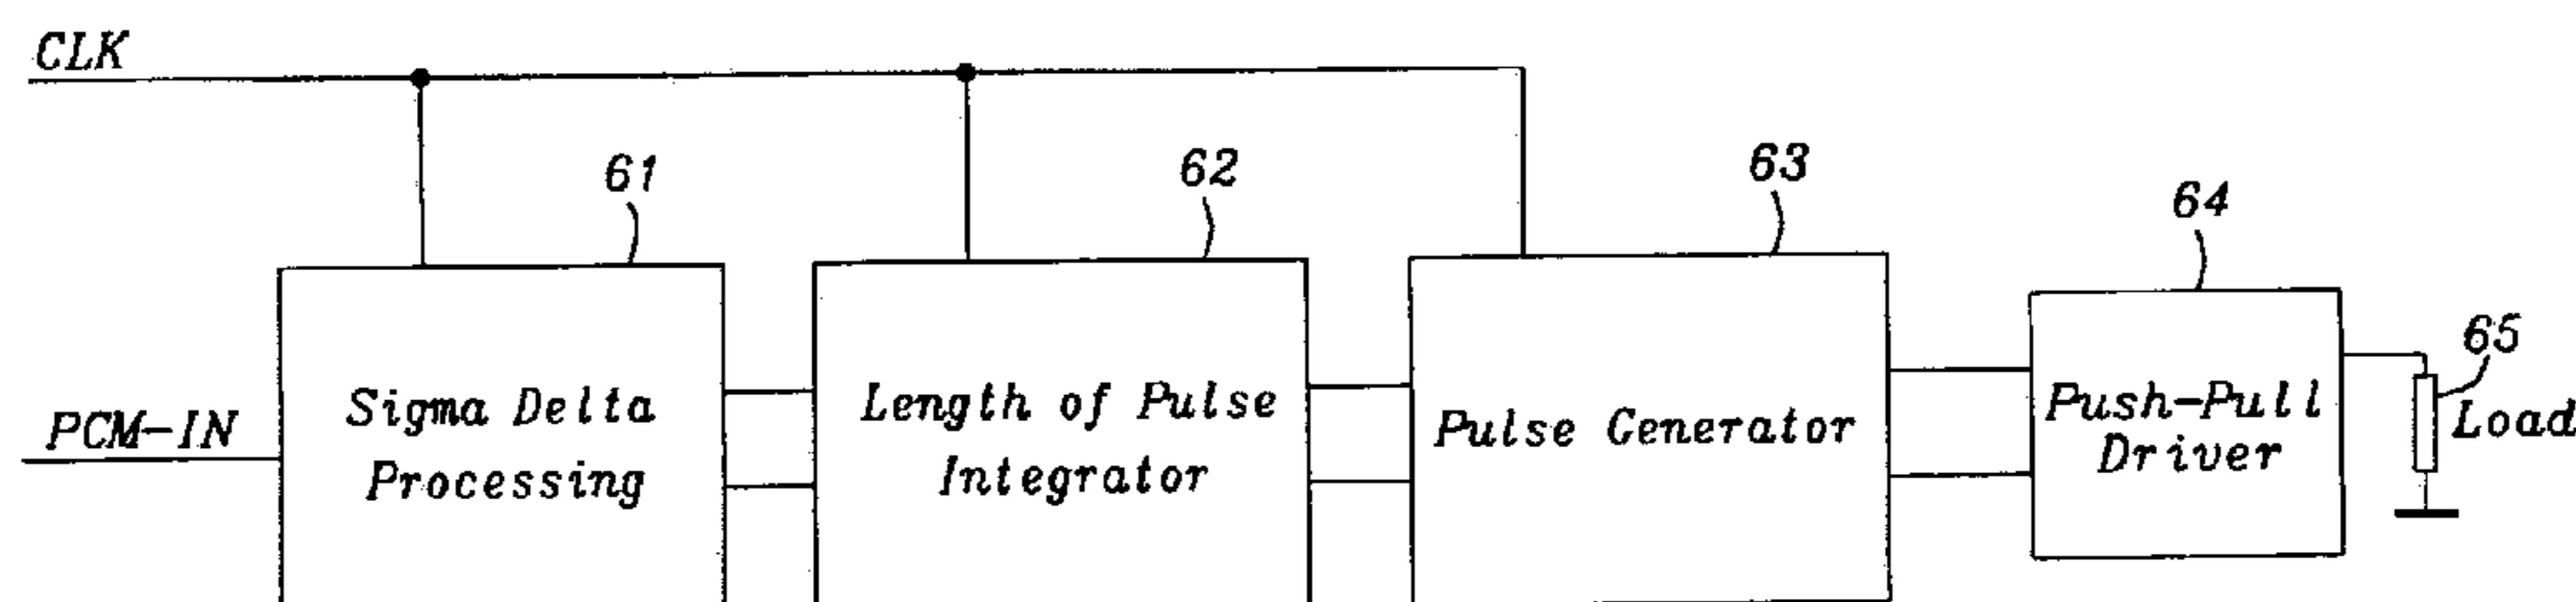 CLK
61
62
63
64
65
PCM-IN
Sigma Delta
Processing
Length of Pulse
Integrator
Pulse Generator
Push-Pull
Driver
Load